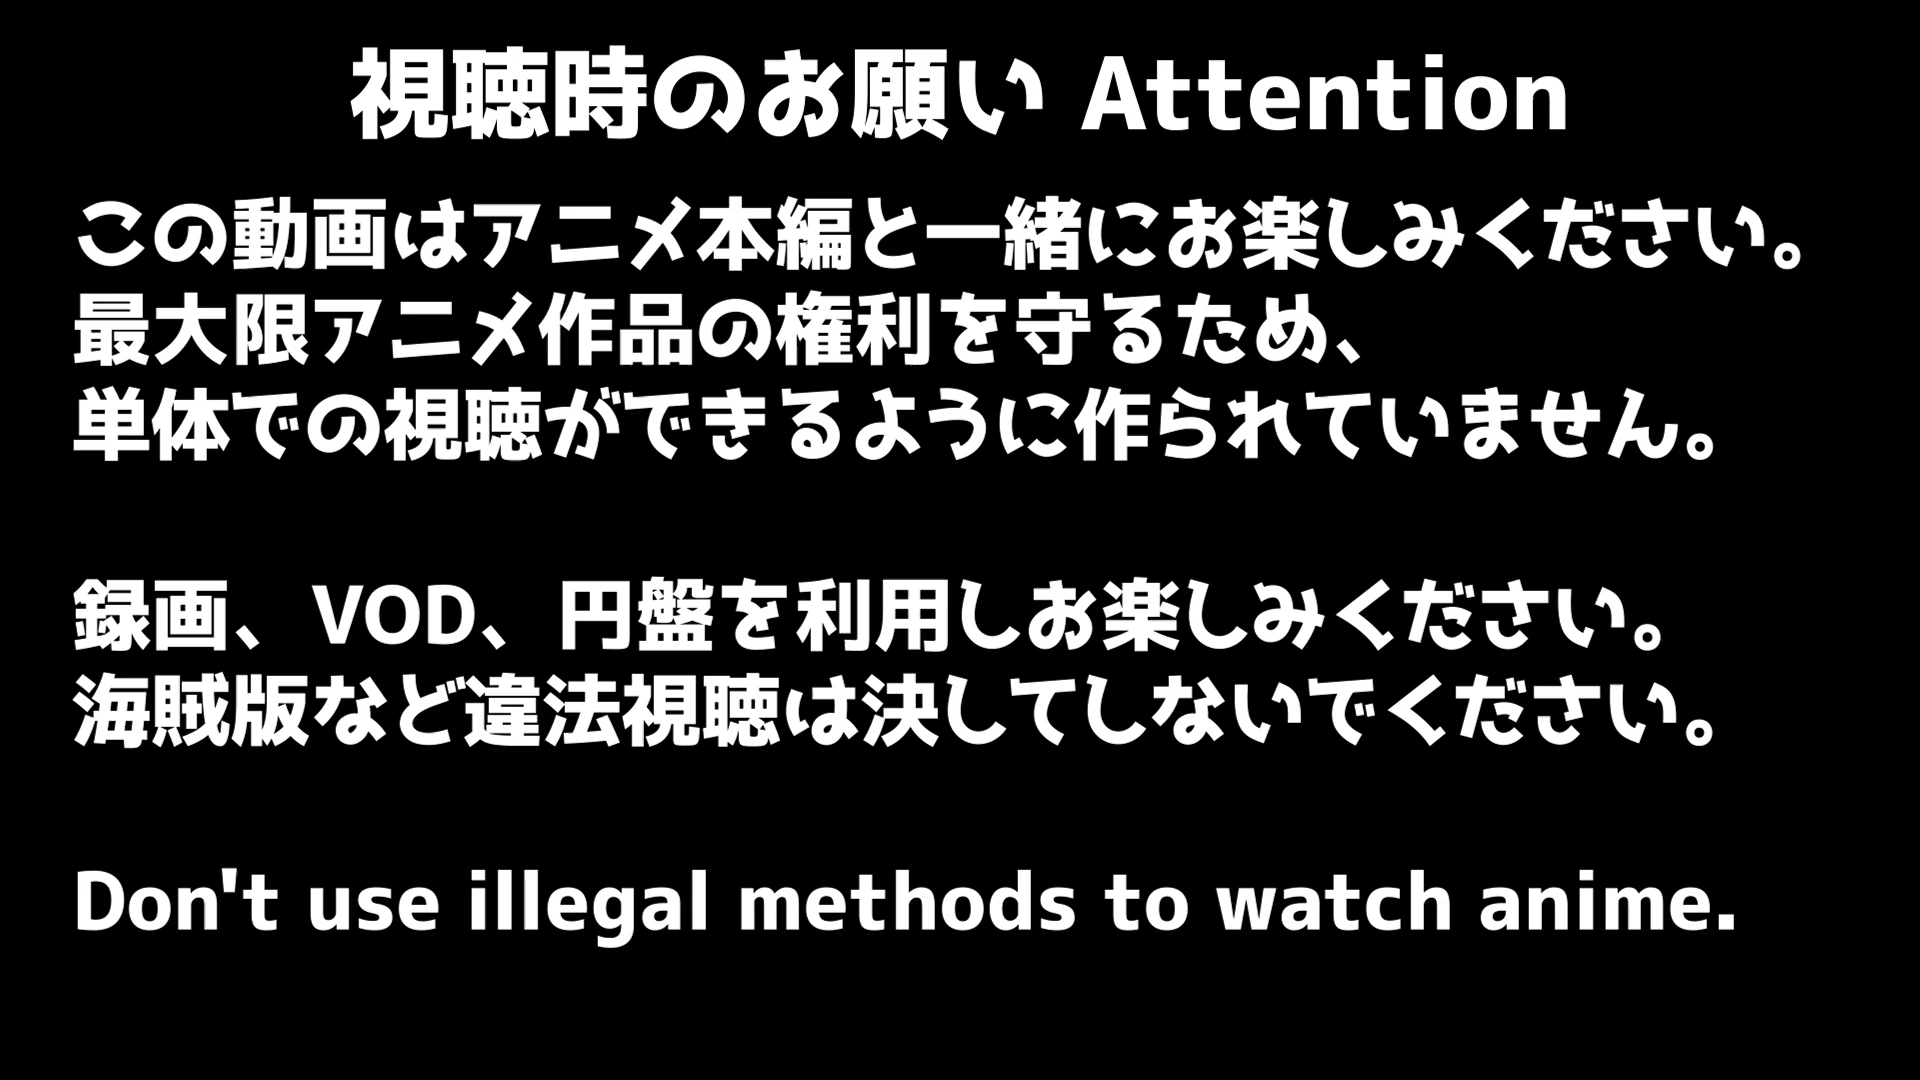 視聴時のお願い Attention
この動画はアニメ本編と一緒にお楽しみください。
最大限アニメ作品の権利を守るため、
単体での視聴ができるように作られていません。
録画、VOD、円盤を利用しお楽しみください。
海賊版など違法視聴は決してしないでください。
Don't use illegal methods to watch anime.